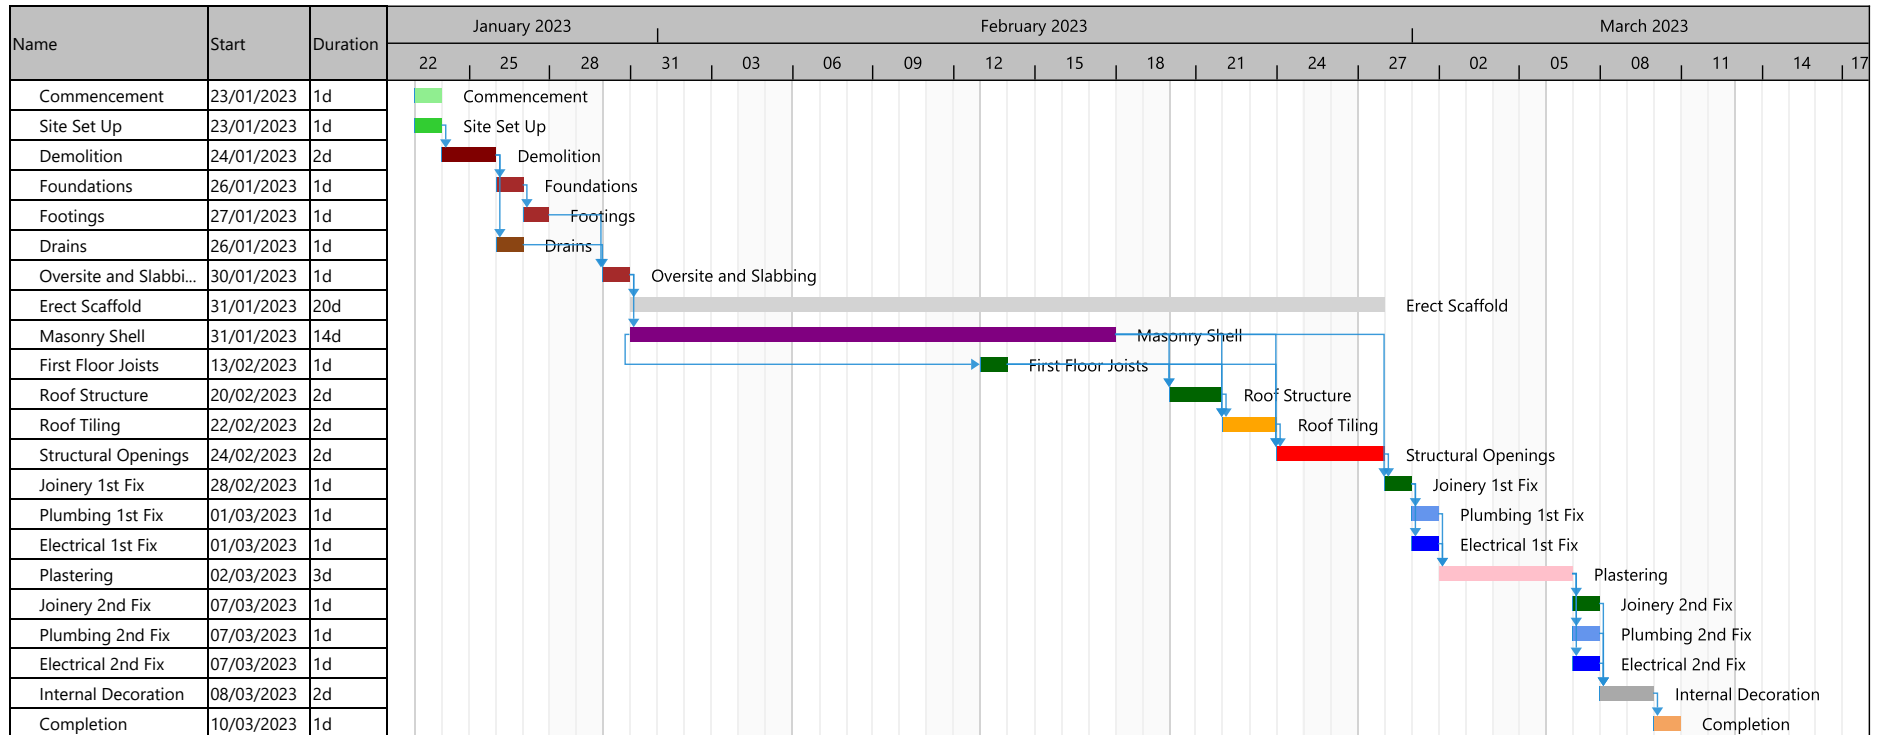 Name Start Duration January 2023 February 2023 March 2023
22 25 28 31 03 06 09 12 15 18 21 24 27 02 05 08 11 14 17
Commencement 23/01/2023 1d Commencement
Site Set Up 23/01/2023 1d Site Set Up
Demolition 24/01/2023 2d Demolition
Foundations 26/01/2023 1d Foundations
Footings 27/01/2023 1d Footings
Drains 26/01/2023 1d Drains
Oversite and Slabbi... 30/01/2023 1d Oversite and Slabbing
Erect Scaffold 31/01/2023 20d Erect Scaffold
Masonry Shell 31/01/2023 14d Masonry Shell
First Floor Joists 13/02/2023 1d First Floor Joists
Roof Structure 20/02/2023 2d Roof Structure
Roof Tiling 22/02/2023 2d Roof Tiling
Structural Openings 24/02/2023 2d Structural Openings
Joinery 1st Fix 28/02/2023 1d Joinery 1st Fix
Plumbing 1st Fix 01/03/2023 1d Plumbing 1st Fix
Electrical 1st Fix 01/03/2023 1d Electrical 1st Fix
Plastering 02/03/2023 3d Plastering
Joinery 2nd Fix 07/03/2023 1d Joinery 2nd Fix
Plumbing 2nd Fix 07/03/2023 1d Plumbing 2nd Fix
Electrical 2nd Fix 07/03/2023 1d Electrical 2nd Fix
Internal Decoration 08/03/2023 2d Internal Decoration
Completion 10/03/2023 1d Completion